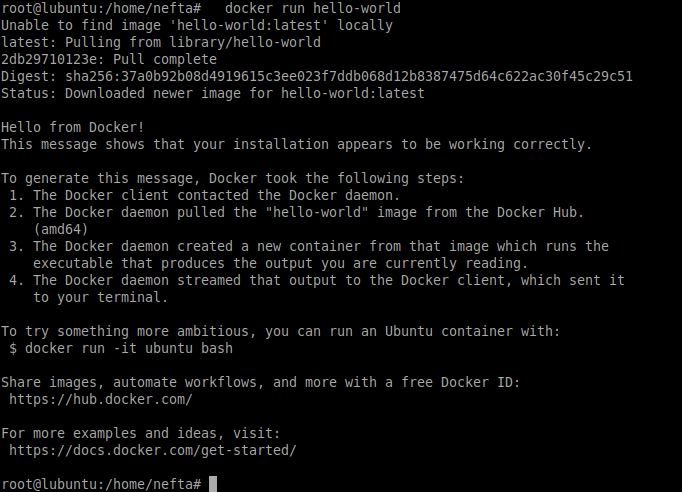 root@lubuntu:/home/nefta#   docker run hello-world
Unable to find image 'hello-world:latest' locally
latest: Pulling from library/hello-world
2db29710123e: Pull complete
Digest: sha256:37a0b92b08d4919615c3ee023f7ddb068d12b8387475d64c622ac30f45c29c51
Status: Downloaded newer image for hello-world:latest

Hello from Docker!
This message shows that your installation appears to be working correctly.

To generate this message, Docker took the following steps:
 1. The Docker client contacted the Docker daemon.
 2. The Docker daemon pulled the "hello-world" image from the Docker Hub.
    (amd64)
 3. The Docker daemon created a new container from that image which runs the
    executable that produces the output you are currently reading.
 4. The Docker daemon streamed that output to the Docker client, which sent it
    to your terminal.

To try something more ambitious, you can run an Ubuntu container with:
 $ docker run -it ubuntu bash

Share images, automate workflows, and more with a free Docker ID:
 https://hub.docker.com/

For more examples and ideas, visit:
 https://docs.docker.com/get-started/

root@lubuntu:/home/nefta#